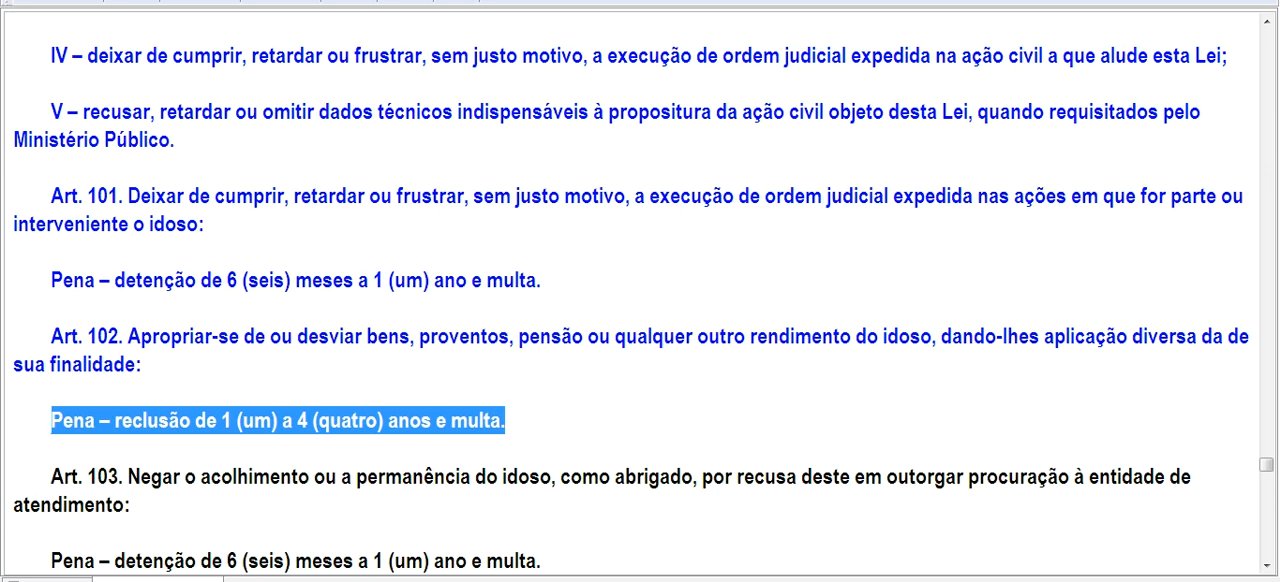 IV – deixar de cumprir, retardar ou frustrar, sem justo motivo, a execução de ordem judicial expedida na ação civil a que alude esta Lei;
V – recusar, retardar ou omitir dados técnicos indispensáveis à propositura da ação civil objeto desta Lei, quando requisitados pelo
Ministério Público.
Art. 101. Deixar de cumprir, retardar ou frustrar, sem justo motivo, a execução de ordem judicial expedida nas ações em que for parte ou
interveniente o idoso:
Pena – detenção de 6 (seis) meses a 1 (um) ano e multa.
Art. 102. Apropriar-se de ou desviar bens, proventos, pensão ou qualquer outro rendimento do idoso, dando-lhes aplicação diversa da de
sua finalidade:
Pena – reclusão de 1 (um) a 4 (quatro) anos e multa.
Art. 103. Negar o acolhimento ou a permanência do idoso, como abrigado, por recusa deste em outorgar procuração à entidade de
atendimento:
Pena – detenção de 6 (seis) meses a 1 (um) ano e multa.